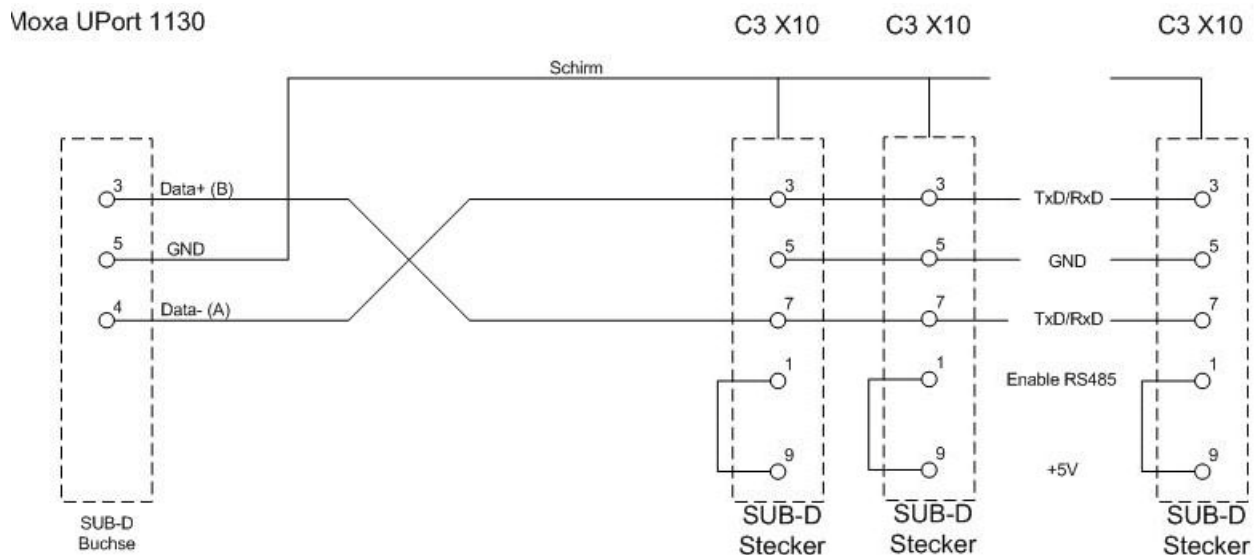 Moxa UPort 1130
C3 X10
C3 X10
C3 X10
Schirm
3
Data+ (B)
3
3
TxD/RxD
3
5
GND
5
5
GND
5
4
Data- (A)
7
7
TxD/RxD
7
1
1
Enable RS485
1
9
9
+5V
9
SUB-D
Buchse
SUB-D
Stecker
SUB-D
Stecker
SUB-D
Stecker